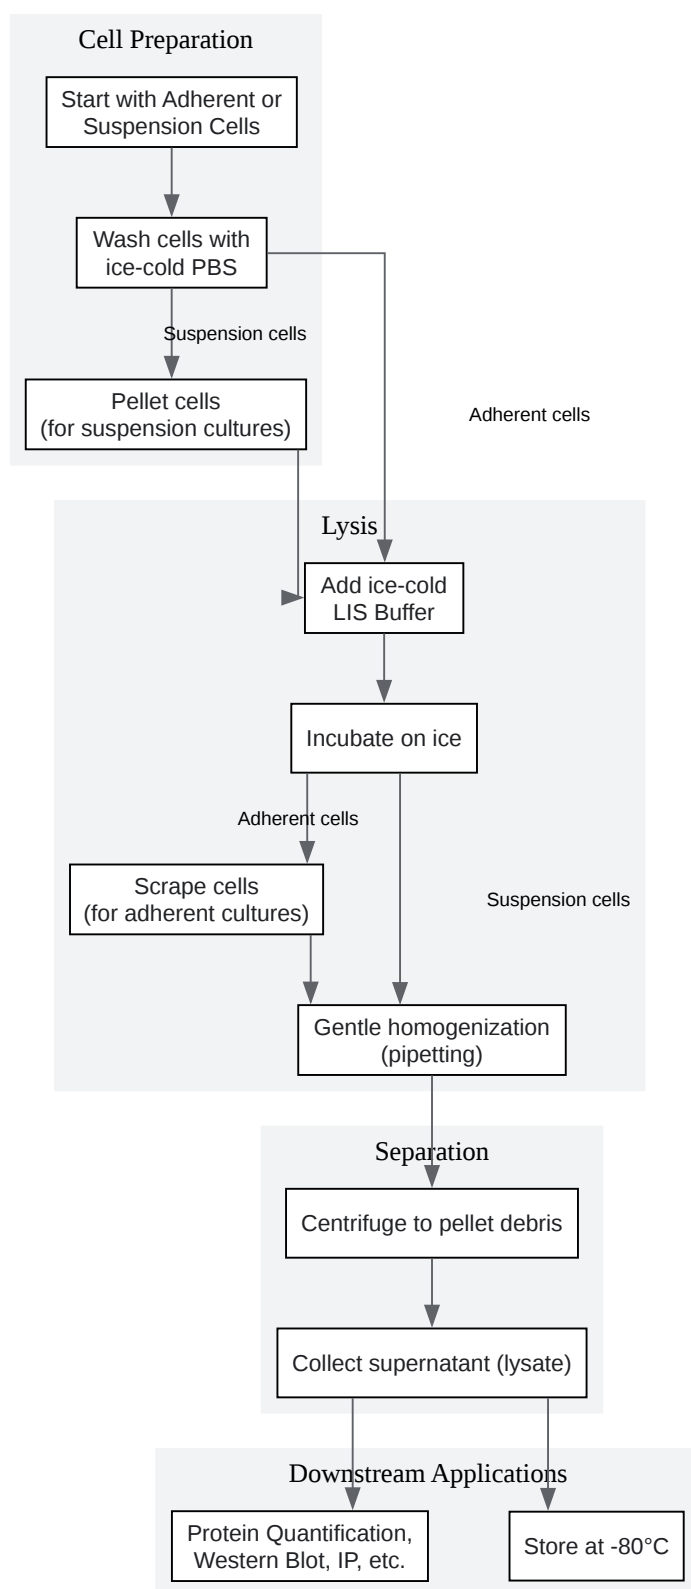 Cell Preparation
Start with Adherent or
Suspension Cells
Wash cells with
ice-cold PBS
Suspension cells
Pellet cells
(for suspension cultures)
Adherent cells
Lysis
Add ice-cold
LIS Buffer
Incubate on ice
Adherent cells
Scrape cells
(for adherent cultures)
Suspension cells
Gentle homogenization
(pipetting)
Separation
Centrifuge to pellet debris
Collect supernatant (lysate)
Downstream Applications
Protein Quantification,
Western Blot, IP, etc.
Store at -80°C